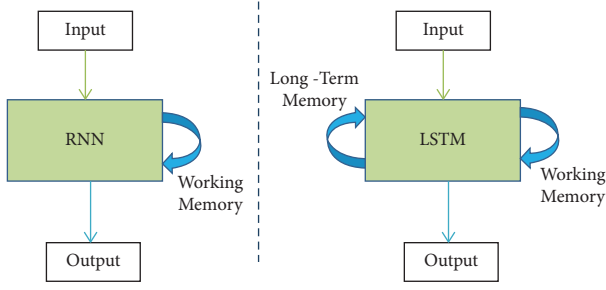 Input
RNN
Working
Memory
Output
Input
Long -Term
Memory
LSTM
Working
Memory
Output